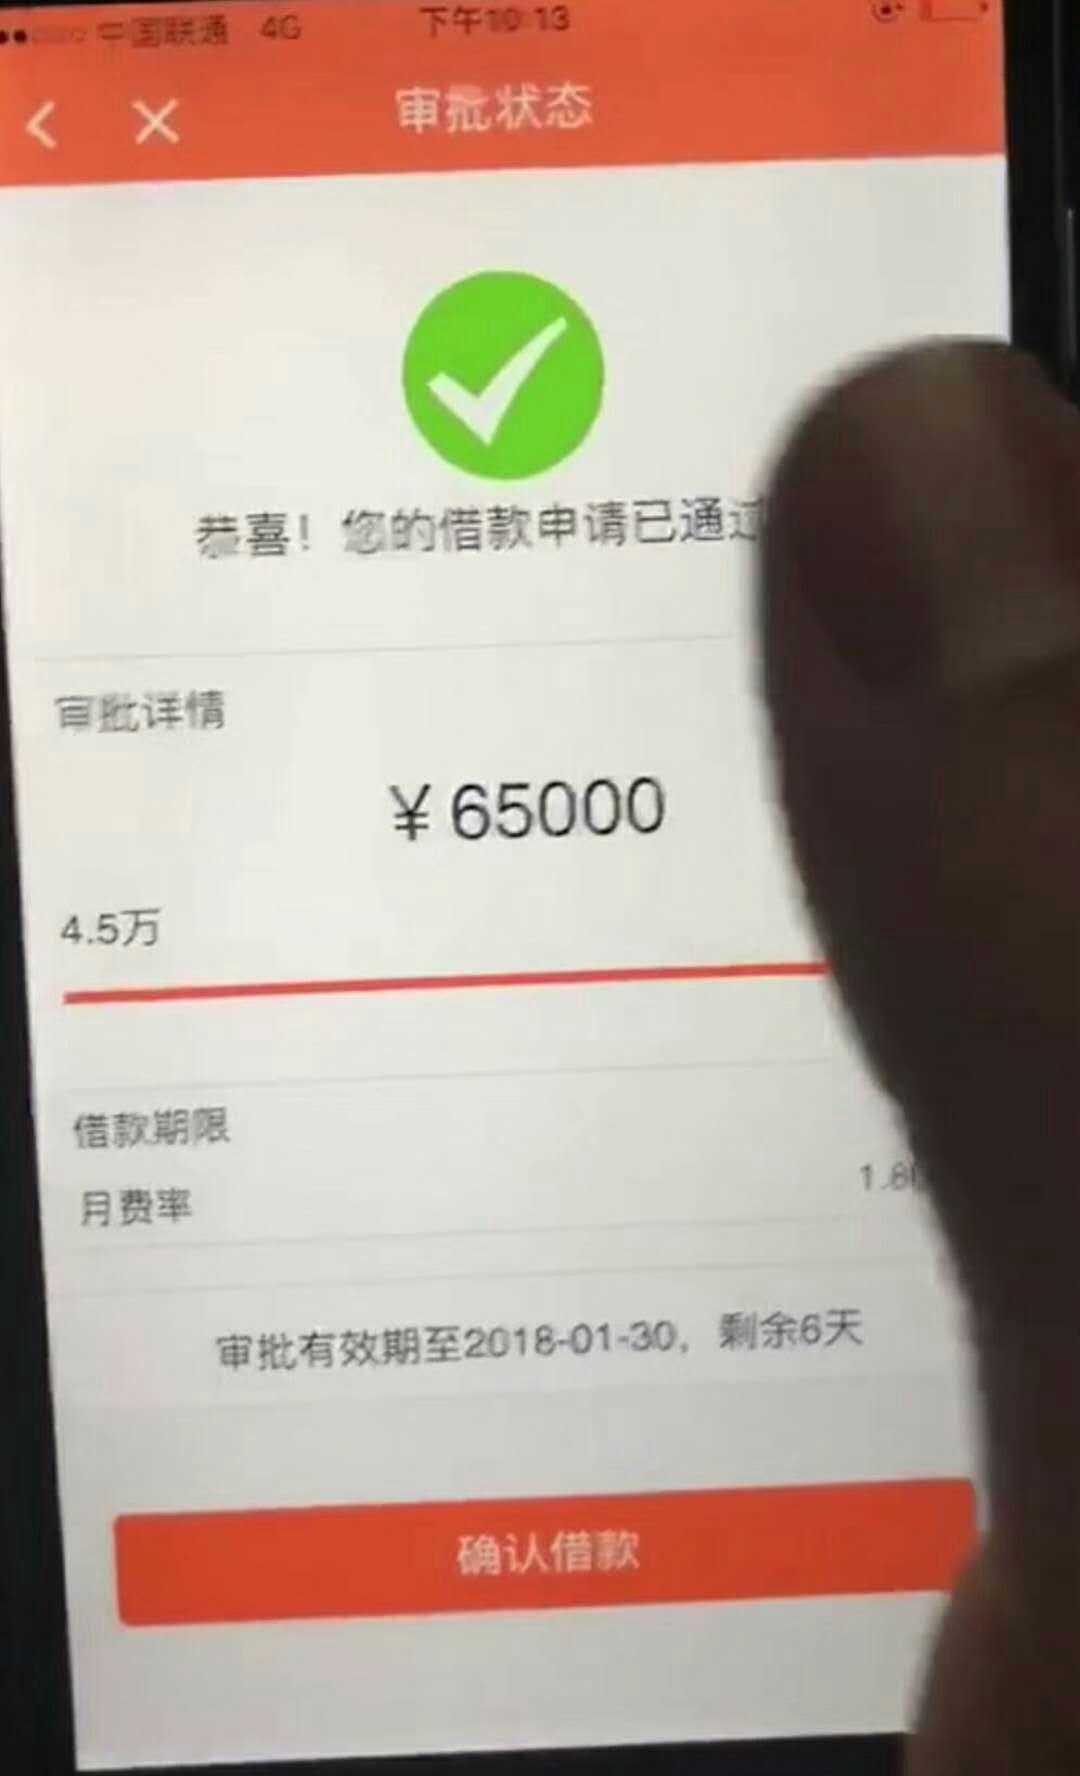 中国联通 4G 下午10:13
审批状态
恭喜！您的借款申请已通过
审批详情
￥65000
4.5万
借款期限
月费率 1.8
审批有效期至2018-01-30，剩余6天
确认借款